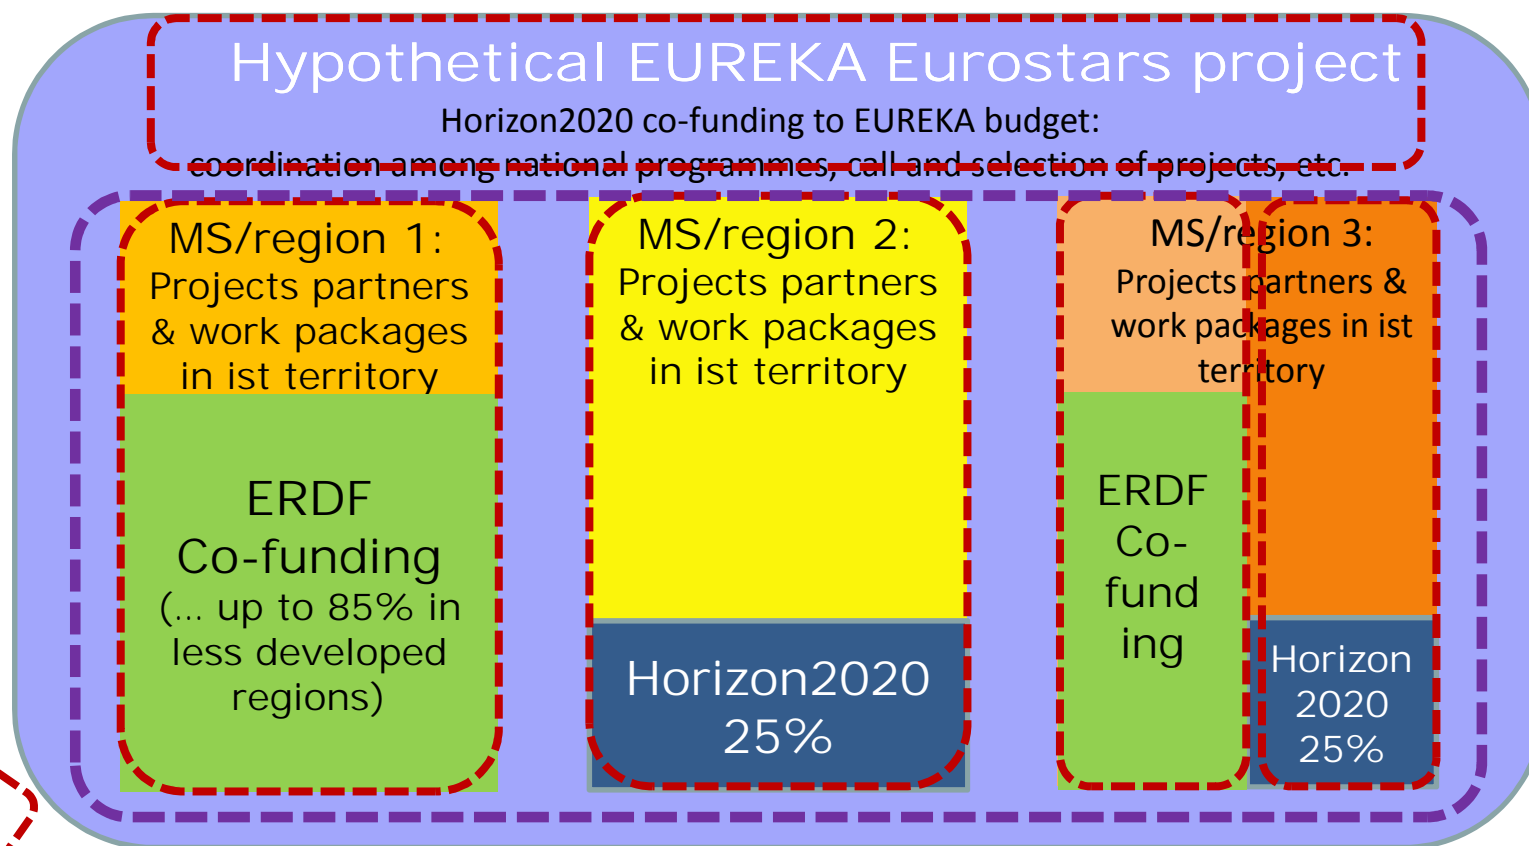 Hypothetical EUREKA Eurostars project
Horizon2020 co-funding to EUREKA budget:
coordination among national programmes, call and selection of projects, etc.
MS/region 1:
Projects partners
& work packages
in ist territory
ERDF
Co-funding
(... up to 85% in
less developed
regions)
MS/region 2:
Projects partners
& work packages
in ist territory
Horizon2020
25%
MS/region 3:
Projects partners &
work packages in ist
territory
ERDF
Co-
fund
ing
Horizon
2020
25%